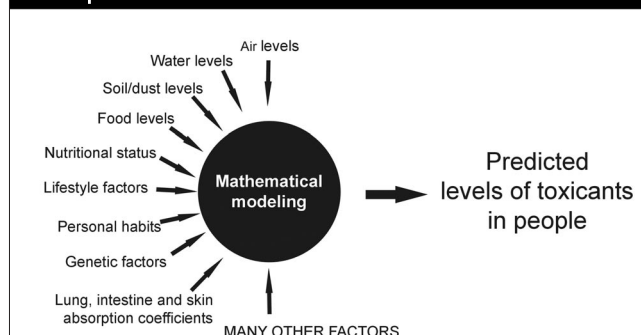 Air levels
Water levels
Soil/dust levels
Food levels
Nutritional status
Lifestyle factors
Personal habits
Genetic factors
Lung, intestine and skin
absorption coefficients
MANY OTHER FACTORS
Mathematical
modeling
Predicted
levels of toxicants
in people